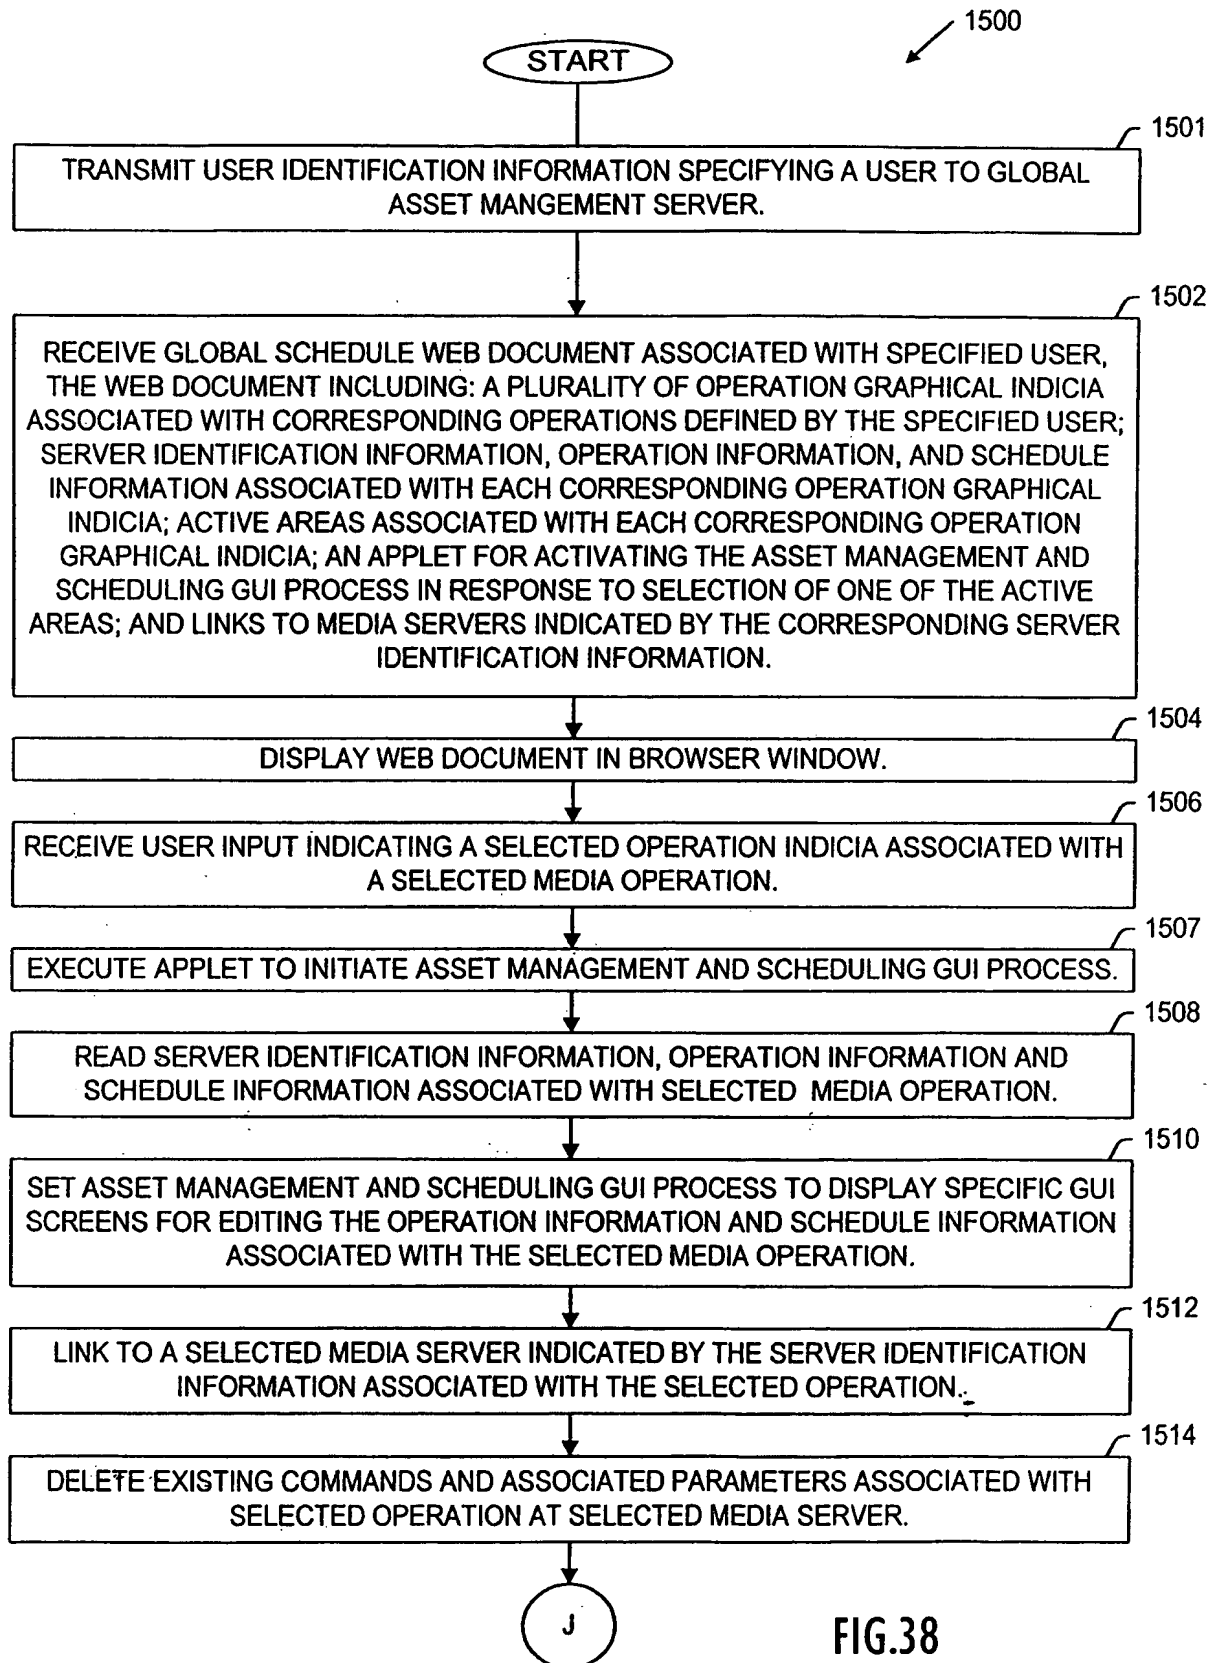 1500
START
1501
TRANSMIT USER IDENTIFICATION INFORMATION SPECIFYING A USER TO GLOBAL
ASSET MANGEMENT SERVER.
1502
RECEIVE GLOBAL SCHEDULE WEB DOCUMENT ASSOCIATED WITH SPECIFIED USER,
THE WEB DOCUMENT INCLUDING: A PLURALITY OF OPERATION GRAPHICAL INDICIA
ASSOCIATED WITH CORRESPONDING OPERATIONS DEFINED BY THE SPECIFIED USER;
SERVER IDENTIFICATION INFORMATION, OPERATION INFORMATION, AND SCHEDULE
INFORMATION ASSOCIATED WITH EACH CORRESPONDING OPERATION GRAPHICAL
INDICIA; ACTIVE AREAS ASSOCIATED WITH EACH CORRESPONDING OPERATION
GRAPHICAL INDICIA; AN APPLET FOR ACTIVATING THE ASSET MANAGEMENT AND
SCHEDULING GUI PROCESS IN RESPONSE TO SELECTION OF ONE OF THE ACTIVE
AREAS; AND LINKS TO MEDIA SERVERS INDICATED BY THE CORRESPONDING SERVER
IDENTIFICATION INFORMATION.
1504
DISPLAY WEB DOCUMENT IN BROWSER WINDOW.
1506
RECEIVE USER INPUT INDICATING A SELECTED OPERATION INDICIA ASSOCIATED WITH
A SELECTED MEDIA OPERATION.
1507
EXECUTE APPLET TO INITIATE ASSET MANAGEMENT AND SCHEDULING GUI PROCESS.
1508
READ SERVER IDENTIFICATION INFORMATION, OPERATION INFORMATION AND
SCHEDULE INFORMATION ASSOCIATED WITH SELECTED MEDIA OPERATION.
1510
SET ASSET MANAGEMENT AND SCHEDULING GUI PROCESS TO DISPLAY SPECIFIC GUI
SCREENS FOR EDITING THE OPERATION INFORMATION AND SCHEDULE INFORMATION
ASSOCIATED WITH THE SELECTED MEDIA OPERATION.
1512
LINK TO A SELECTED MEDIA SERVER INDICATED BY THE SERVER IDENTIFICATION
INFORMATION ASSOCIATED WITH THE SELECTED OPERATION.
1514
DELETE EXISTING COMMANDS AND ASSOCIATED PARAMETERS ASSOCIATED WITH
SELECTED OPERATION AT SELECTED MEDIA SERVER.
J
FIG.38